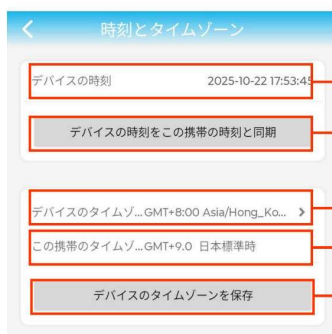 時刻とタイムゾーン
デバイスの時刻 2025-10-22 17:53:45
デバイスの時刻をこの携帯の時刻と同期
デバイスのタイムゾ... GMT+8:00 Asia/Hong_Ko...
この携帯のタイムゾ... GMT+9.0 日本標準時
デバイスのタイムゾーンを保存